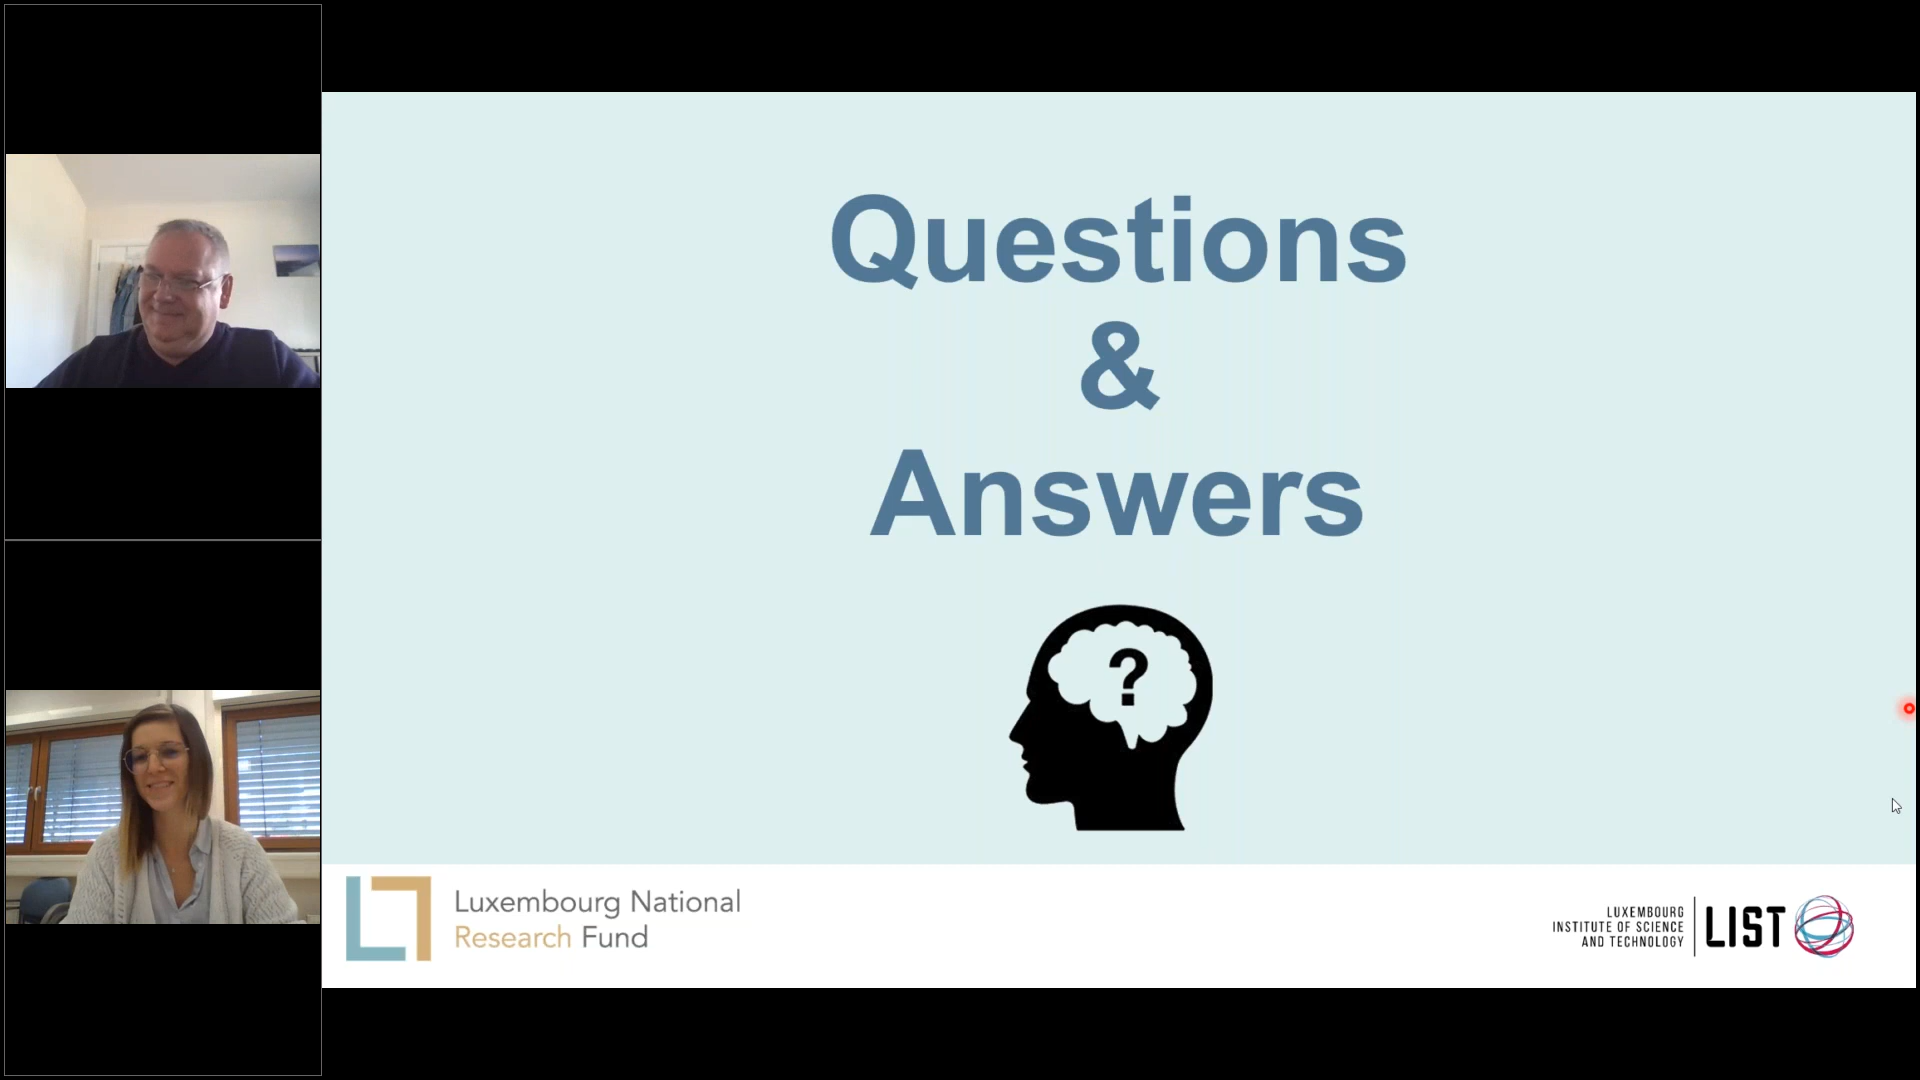 Questions
&
Answers
?
Luxembourg National
Research Fund
LUXEMBOURG
INSTITUTE OF SCIENCE
AND TECHNOLOGY
LIST